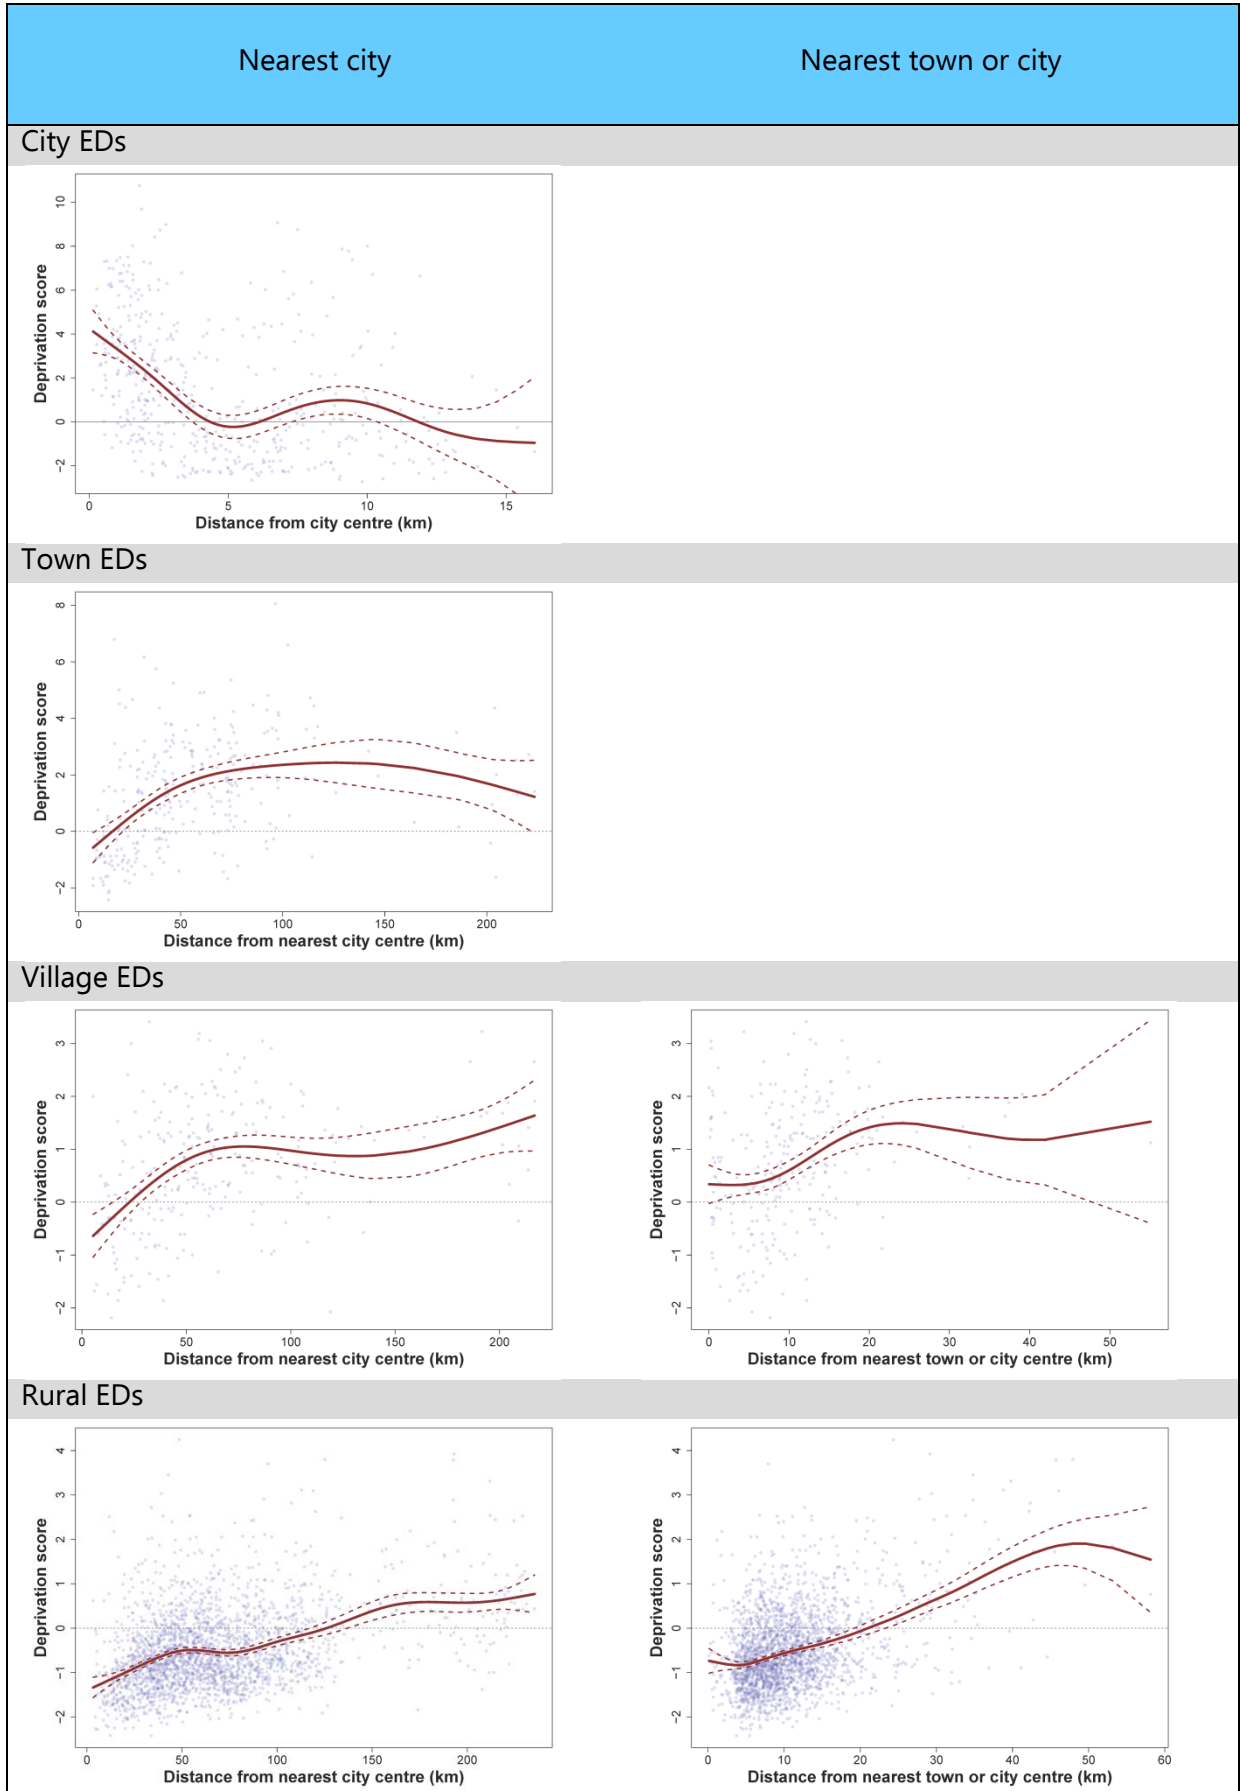 Nearest city
Nearest town or city
City EDs
10
8
6
4
2
0
−2
Deprivation score
0 5 10 15
Distance from city centre (km)
Town EDs
8
6
4
2
0
−2
Deprivation score
0 50 100 150 200
Distance from nearest city centre (km)
Village EDs
3
2
1
0
−1
−2
Deprivation score
0 50 100 150 200
Distance from nearest city centre (km)
3
2
1
0
−1
−2
Deprivation score
0 10 20 30 40 50
Distance from nearest town or city centre (km)
Rural EDs
4
3
2
1
0
−1
−2
Deprivation score
0 50 100 150 200
Distance from nearest city centre (km)
4
3
2
1
0
−1
−2
Deprivation score
0 10 20 30 40 50 60
Distance from nearest town or city centre (km)